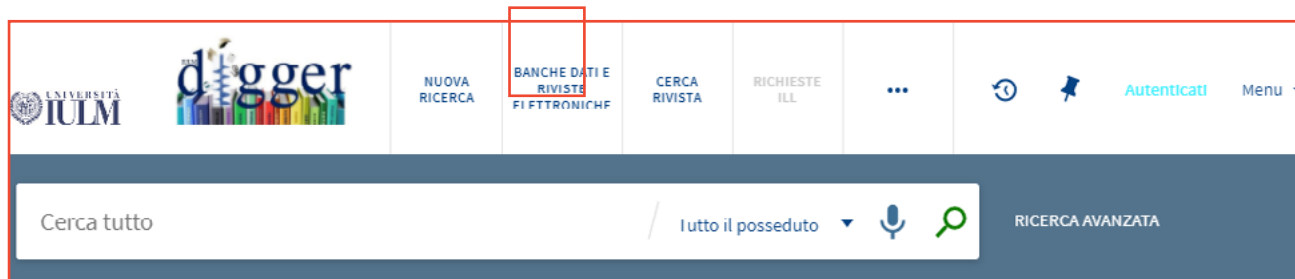 UNIVERSITÀ
IULM
digger
NUOVA
RICERCA
BANCHE DATI E
RIVISTE
ELETTRONICHE
CERCA
RIVISTA
RICHIESTE
ILL
Autenticati
Menu
Cerca tutto
Tutto il posseduto
RICERCA AVANZATA